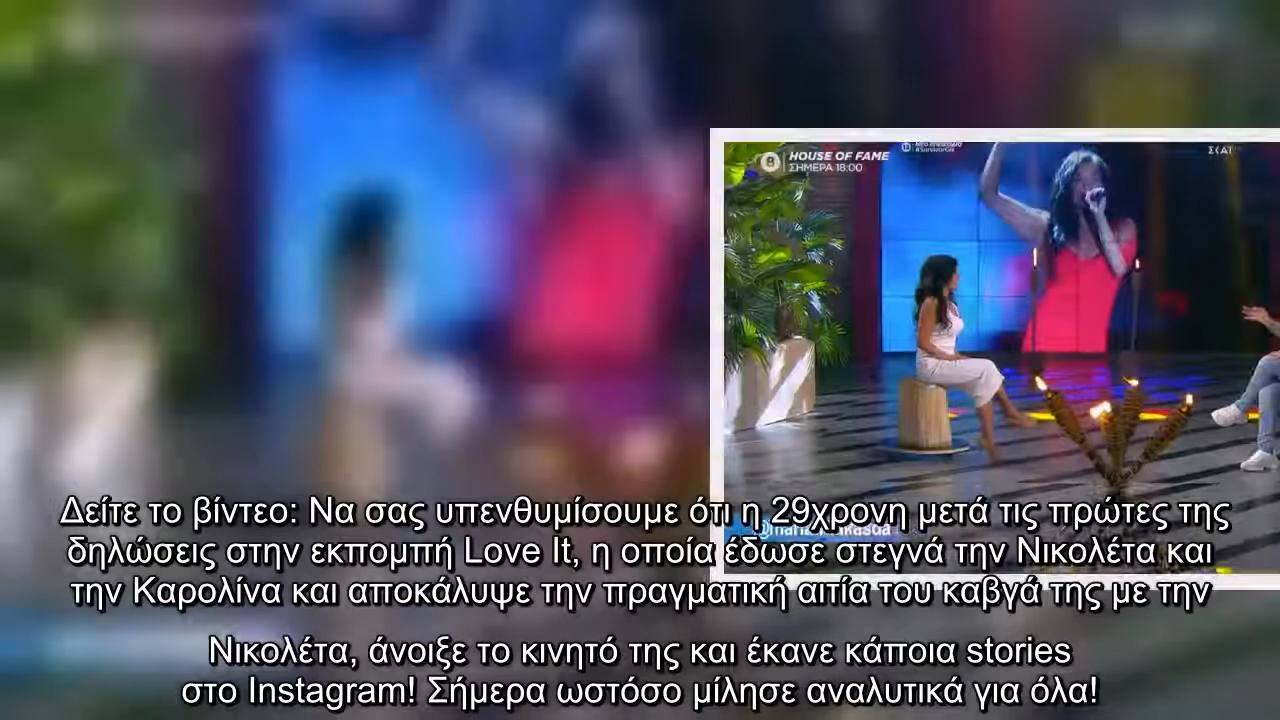 HOUSE OF FAME
ΣΗΜΕΡΑ 18:00
ΣΚΑΪ
Δείτε το βίντεο: Να σας υπενθυμίσουμε ότι η 29χρονη μετά τις πρώτες της
δηλώσεις στην εκπομπή Love It, η οποία έδωσε στεγνά την Νικολέτα και
την Καρολίνα και αποκάλυψε την πραγματική αιτία του καβγά της με την
Νικολέτα, άνοιξε το κινητό της και έκανε κάποια stories
στο Instagram! Σήμερα ωστόσο μίλησε αναλυτικά για όλα!